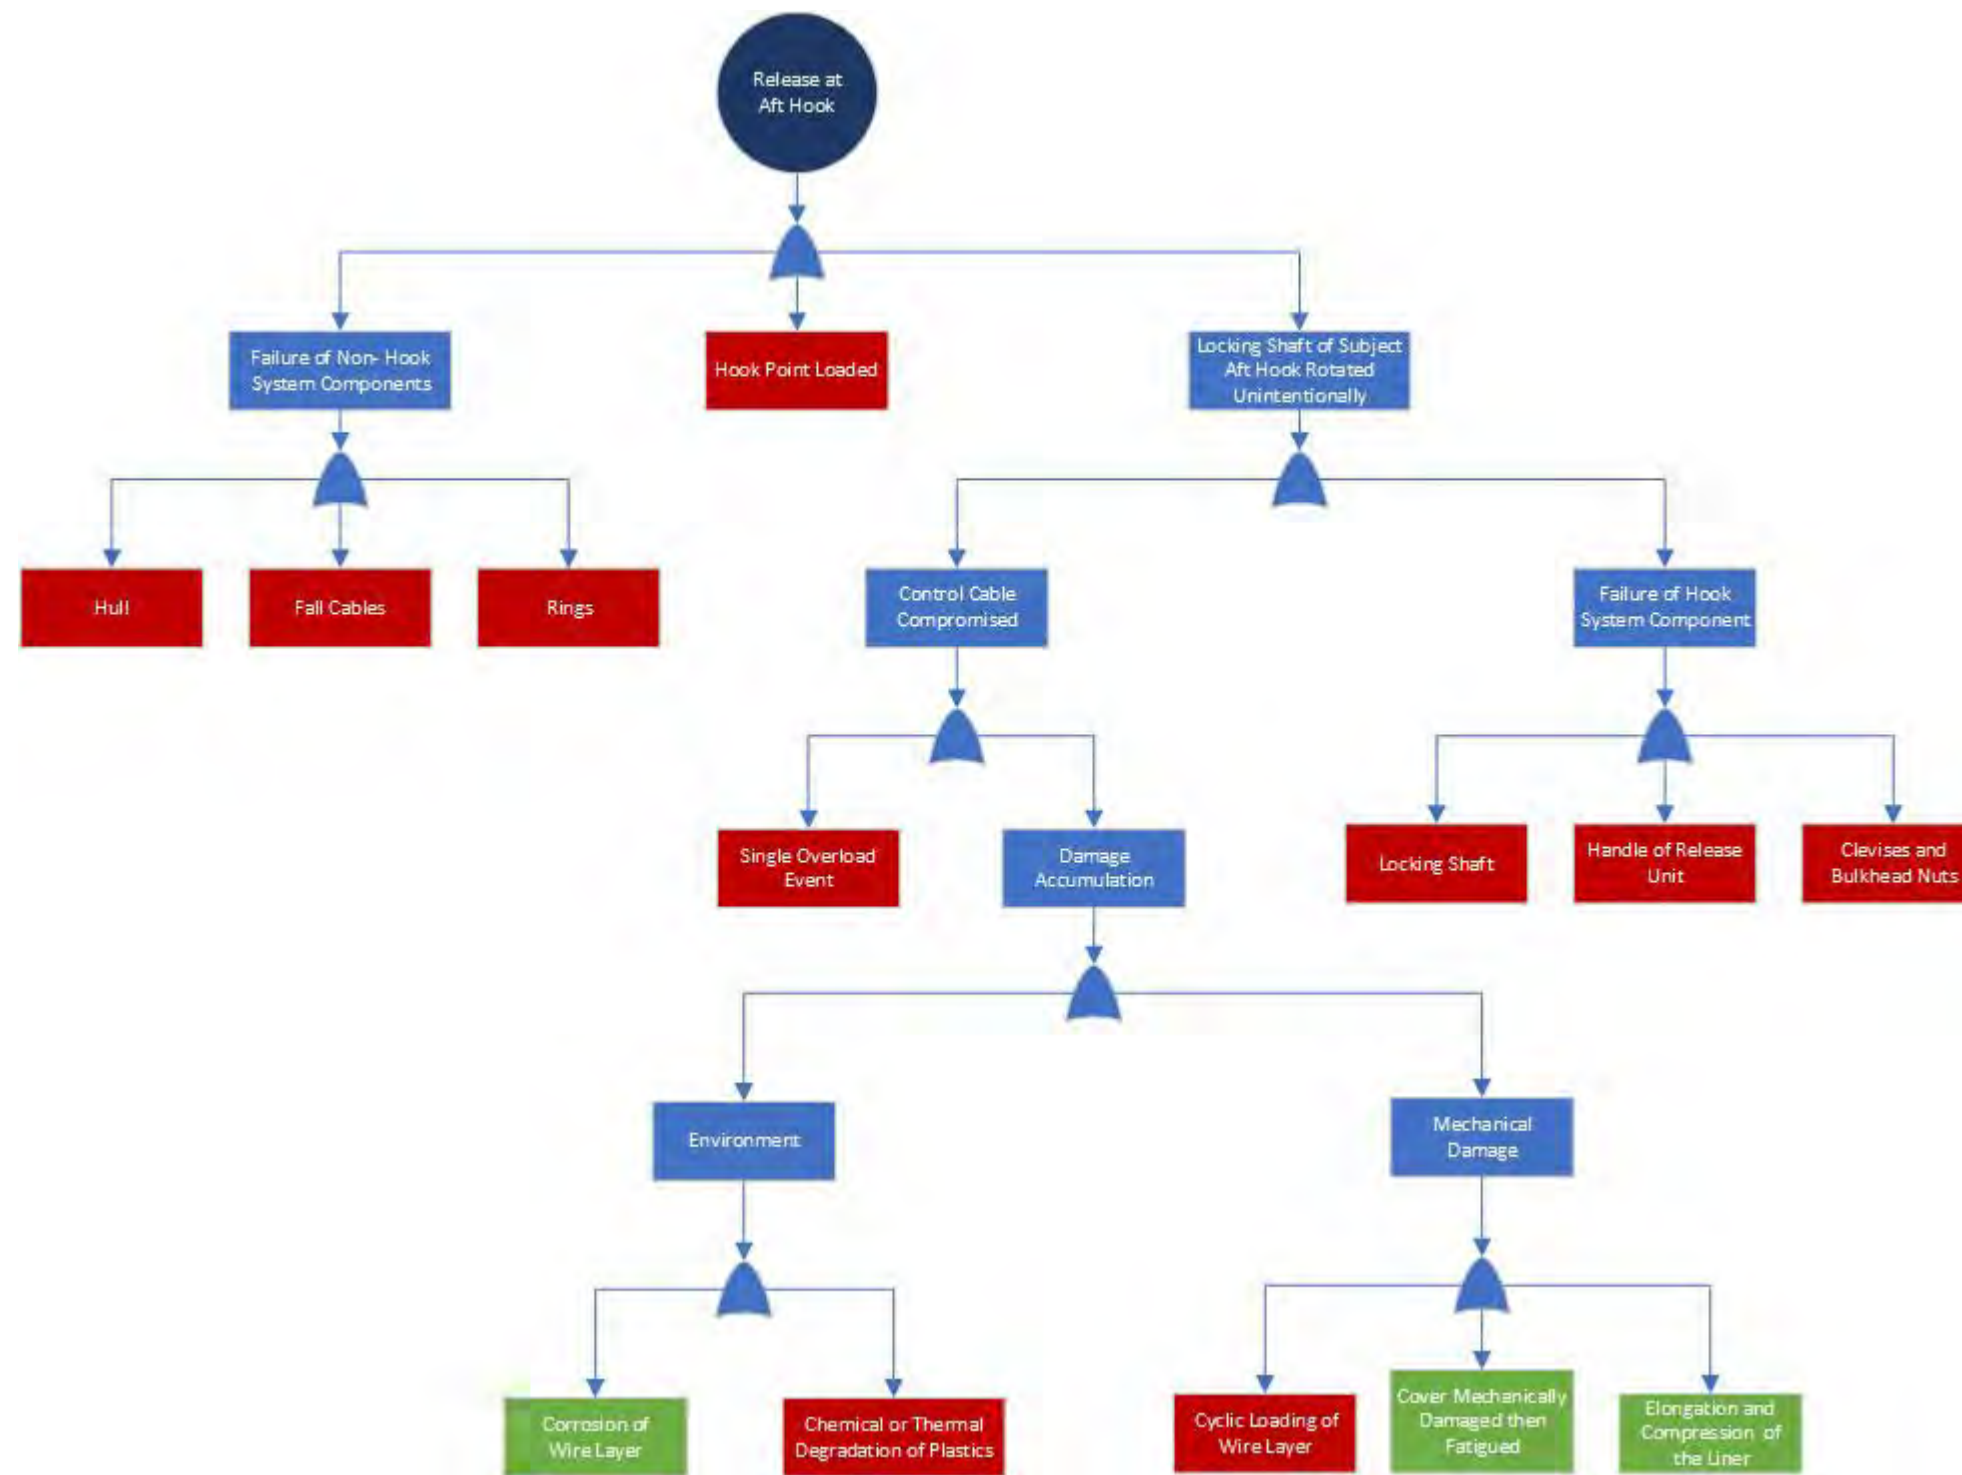 Release at
Aft Hook
Failure of Non- Hook
System Components
Hook Point Loaded
Locking Shaft of Subject
Aft Hook Rotated
Unintentionally
Hull
Fall Cables
Rings
Control Cable
Compromised
Failure of Hook
System Component
Single Overload
Event
Damage
Accumulation
Locking Shaft
Handle of Release
Unit
Clevises and
Bulkhead Nuts
Environment
Mechanical
Damage
Corrosion of
Wire Layer
Chemical or Thermal
Degradation of Plastics
Cyclic Loading of
Wire Layer
Cover Mechanically
Damaged then
Fatigued
Elongation and
Compression of
the Liner